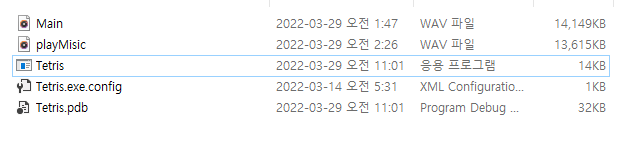 Main 2022-03-29 오전 1:47 WAV 파일 14,149KB
playMisic 2022-03-29 오전 2:26 WAV 파일 13,615KB
Tetris 2022-03-29 오전 11:01 응용 프로그램 14KB
Tetris.exe.config 2022-03-14 오전 5:31 XML Configuratio... 1KB
Tetris.pdb 2022-03-29 오전 11:01 Program Debug ... 32KB